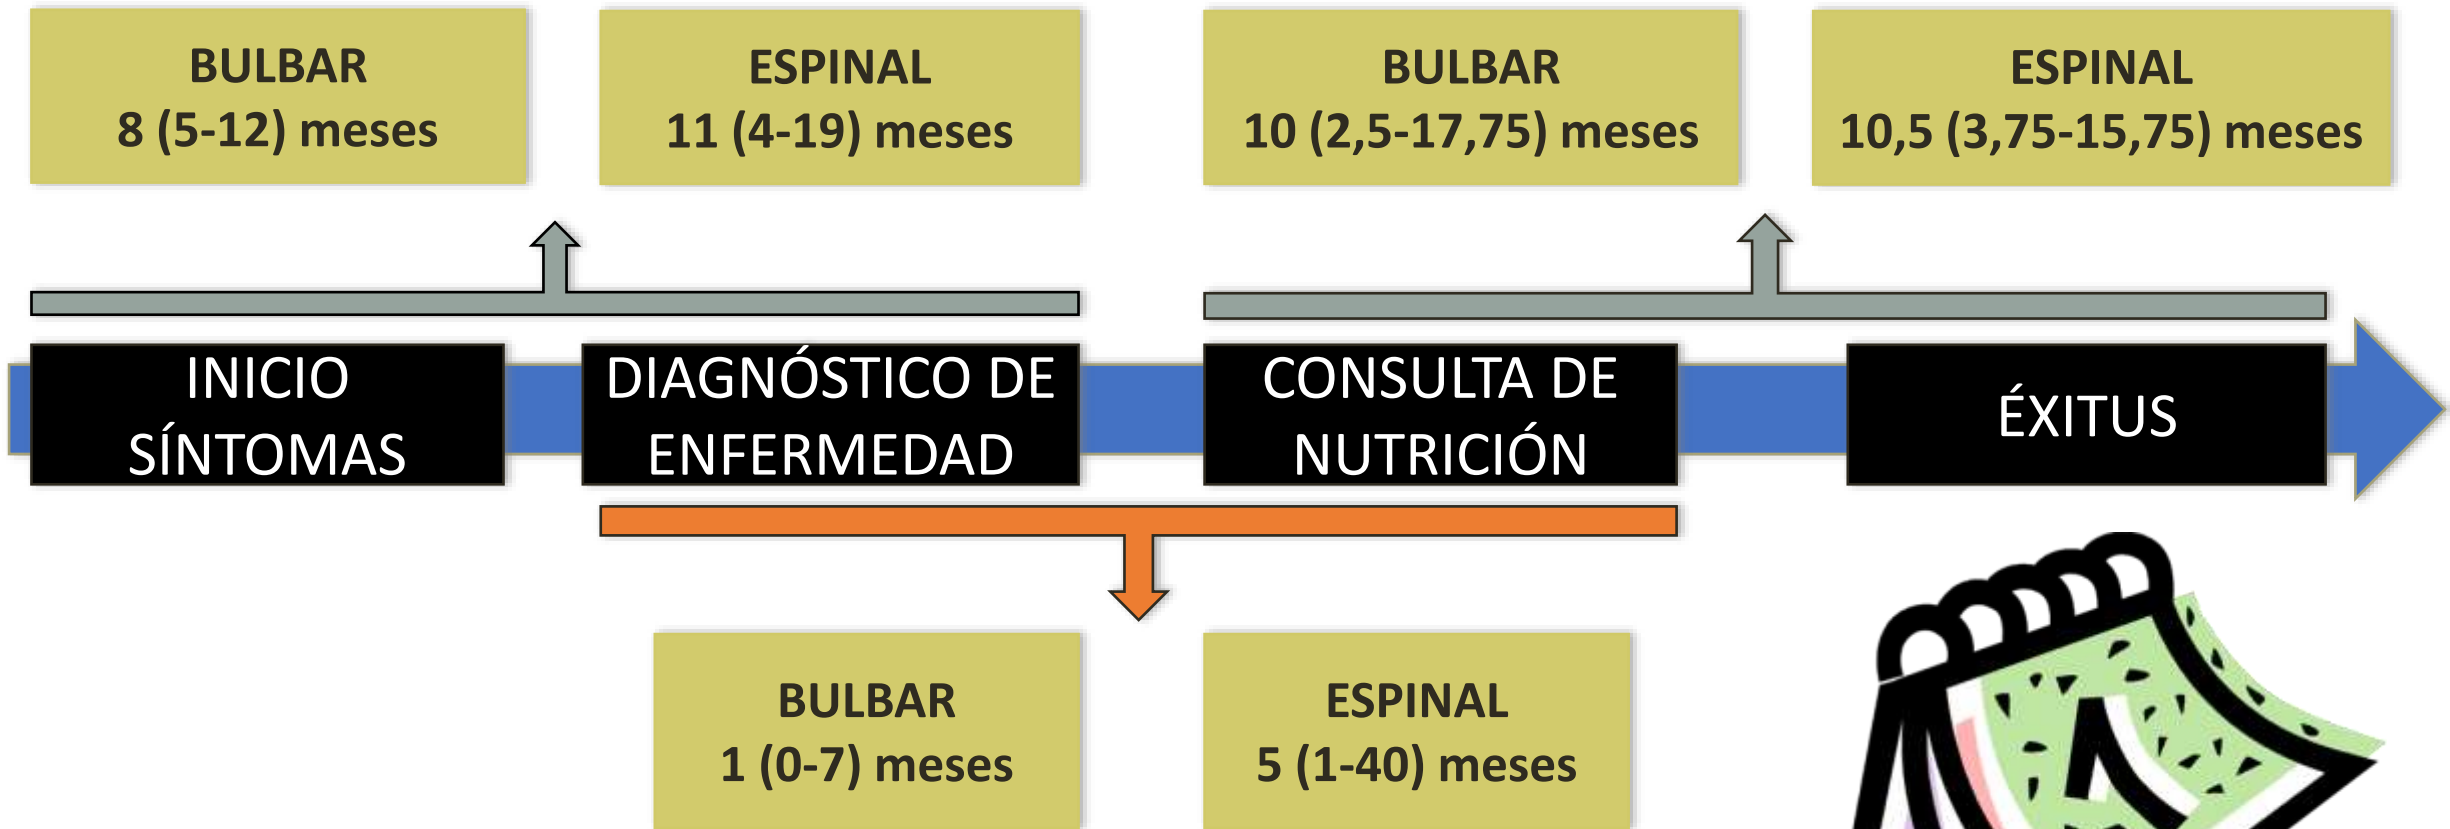 BULBAR
8 (5-12) meses
ESPINAL
11 (4-19) meses
BULBAR
10 (2,5-17,75) meses
ESPINAL
10,5 (3,75-15,75) meses
INICIO
SÍNTOMAS
DIAGNÓSTICO DE
ENFERMEDAD
CONSULTA DE
NUTRICIÓN
ÉXITUS
BULBAR
1 (0-7) meses
ESPINAL
5 (1-40) meses